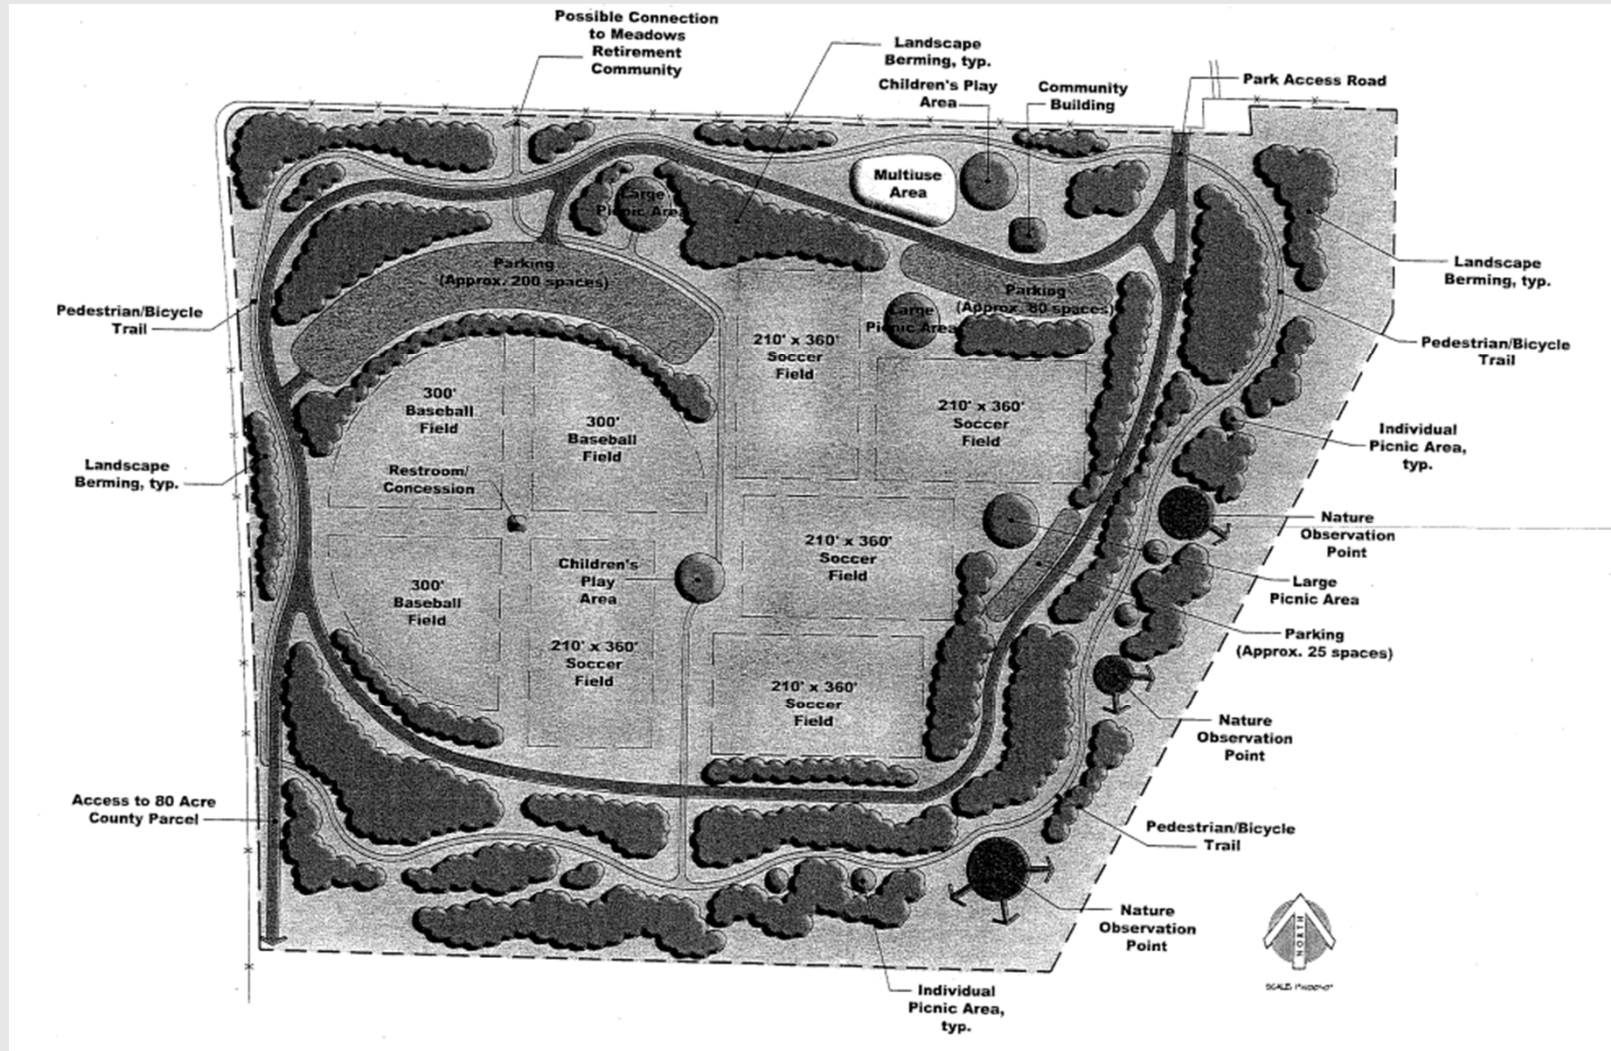 Possible Connection
to Meadows
Retirement
Community
Landscape
Berming, typ.
Children's Play
Area
Community
Building
Park Access Road
Multiuse
Area
Large
Picnic Area
Parking
(Approx. 200 spaces)
Landscape
Berming, typ.
Pedestrian/Bicycle
Trail
Parking
(Approx. 80 spaces)
Large
Picnic Area
210' x 360'
Soccer
Field
Pedestrian/Bicycle
Trail
300'
Baseball
Field
300'
Baseball
Field
210' x 360'
Soccer
Field
Individual
Picnic Area,
typ.
Landscape
Berming, typ.
Restroom/
Concession
Nature
Observation
Point
210' x 360'
Soccer
Field
Children's
Play
Area
300'
Baseball
Field
Large
Picnic Area
Parking
(Approx. 25 spaces)
210' x 360'
Soccer
Field
210' x 360'
Soccer
Field
Nature
Observation
Point
Access to 80 Acre
County Parcel
Pedestrian/Bicycle
Trail
Nature
Observation
Point
NORTH
Individual
Picnic Area,
typ.